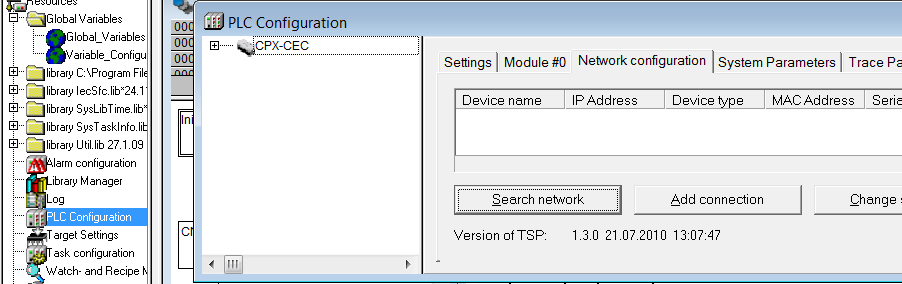 Resources
Global Variables
Global_Variables
Variable_Configu
library C:\Program File
library IecSfc.lib*24.1
library SysLibTime.lib*
library SysTaskInfo.lib
library Util.lib 27.1.09
Alarm configuration
Library Manager
Log
PLC Configuration
Target Settings
Task configuration
Watch- and Recipe M
000
000
000
000
Ini
PLC Configuration
CPX-CEC
Settings Module #0 Network configuration System Parameters Trace Pa
Device name IP Address Device type MAC Address Seria
Search network Add connection Change s
Version of TSP: 1.3.0 21.07.2010 13:07:47